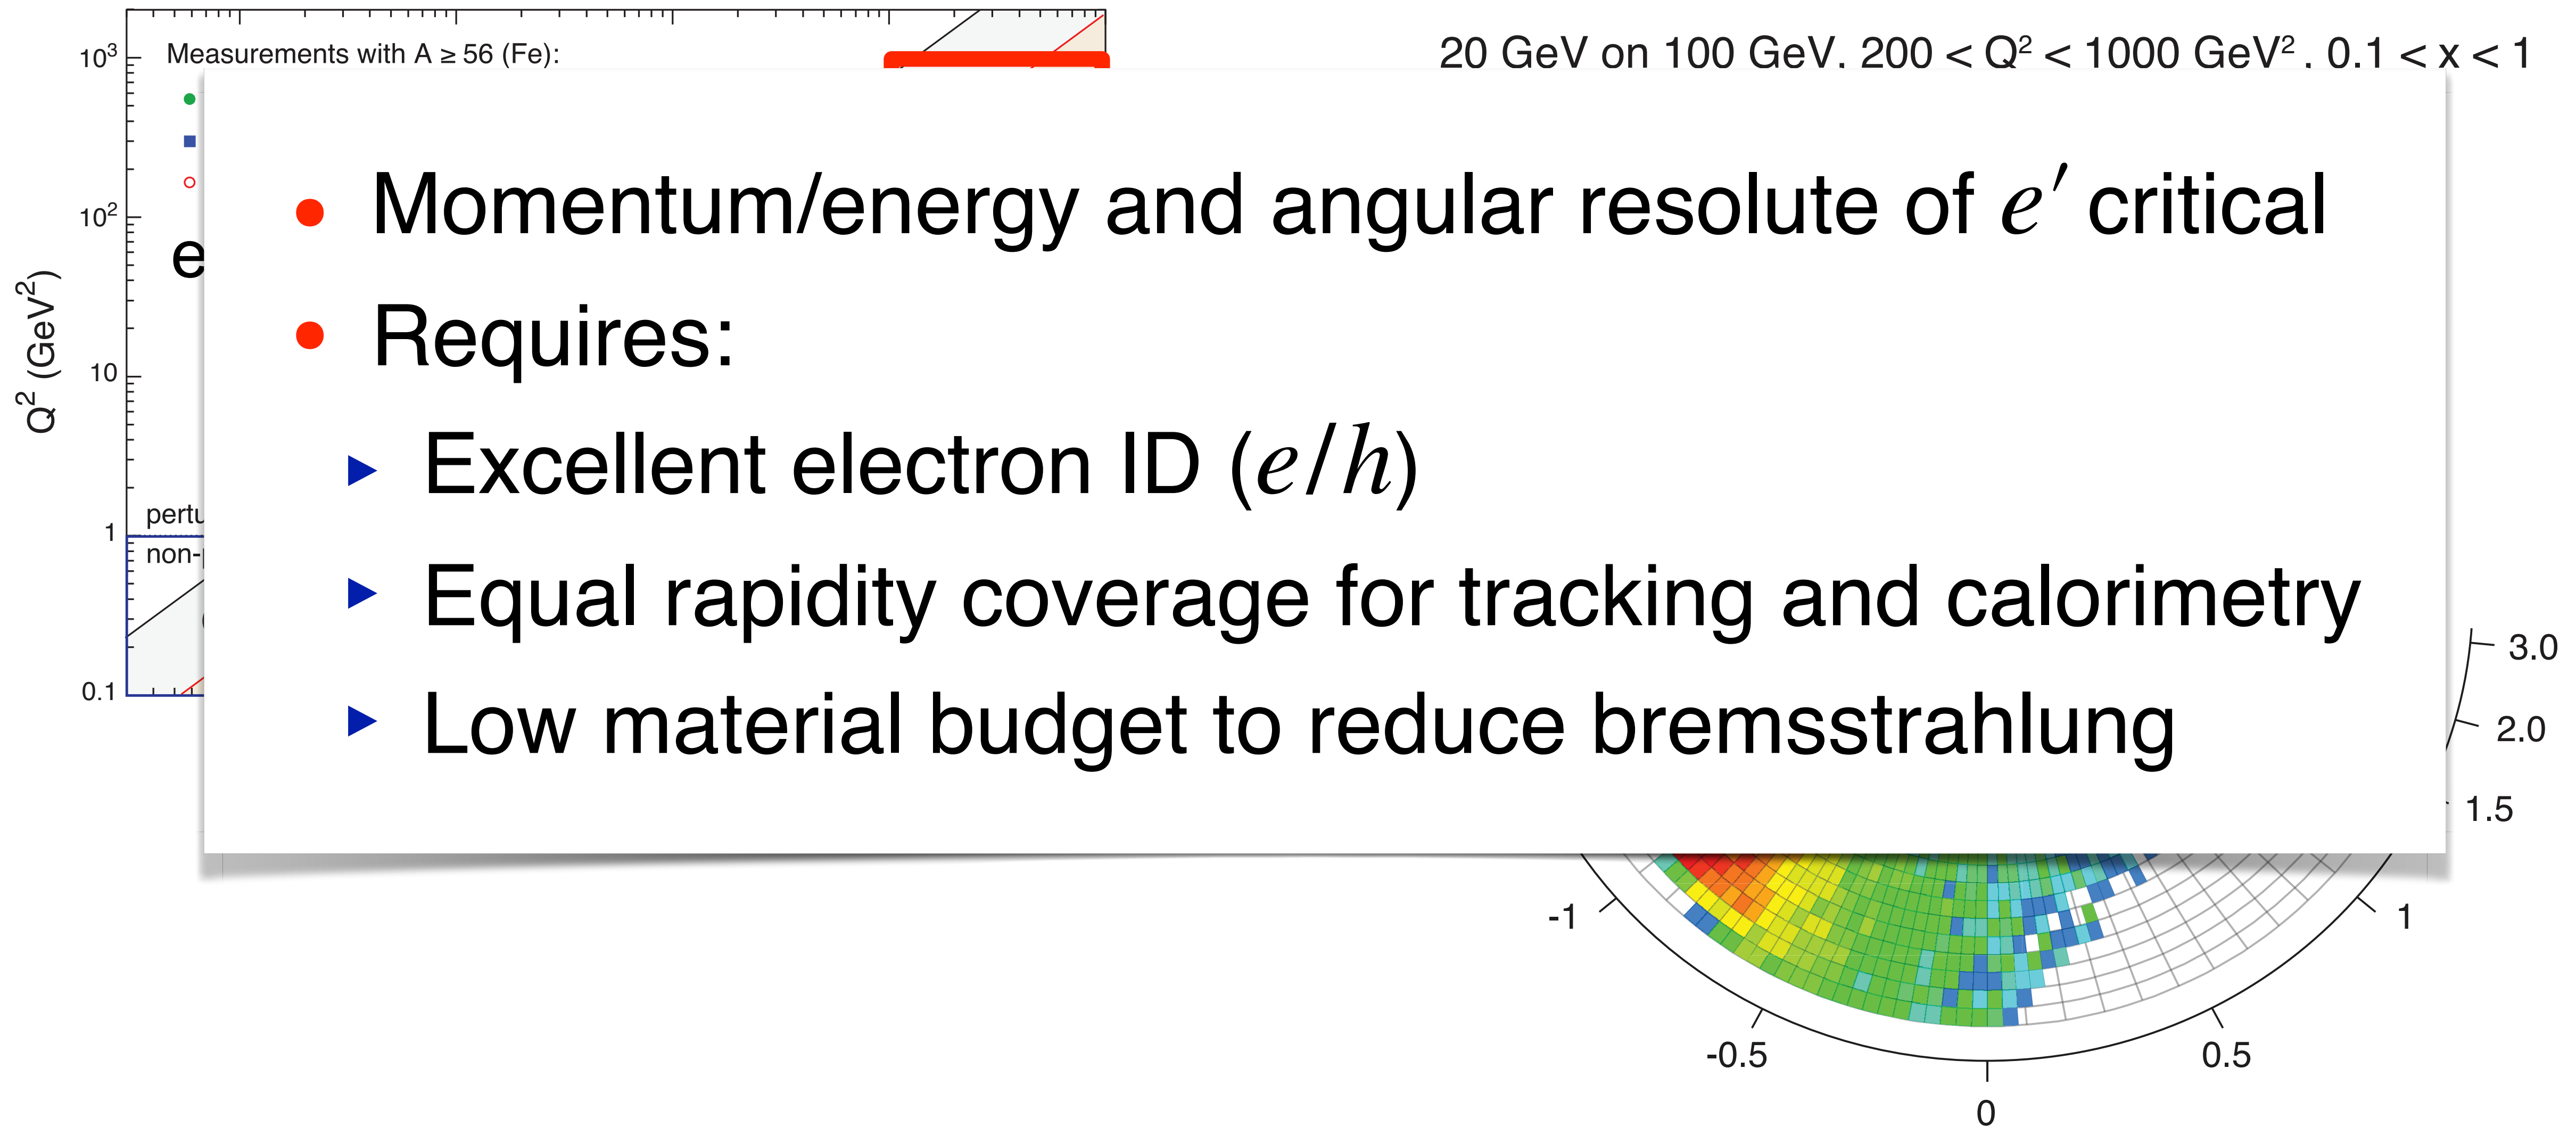 10³
Measurements with A ≥ 56 (Fe):
20 GeV on 100 GeV, 200 < Q² < 1000 GeV², 0.1 < x < 1
Momentum/energy and angular resolute of e′ critical
10²
e
Requires:
10
Q² (GeV²)
Excellent electron ID (e/h)
1
Equal rapidity coverage for tracking and calorimetry
3.0
0.1
Low material budget to reduce bremsstrahlung
2.0
1.5
-1
1
-0.5
0.5
0